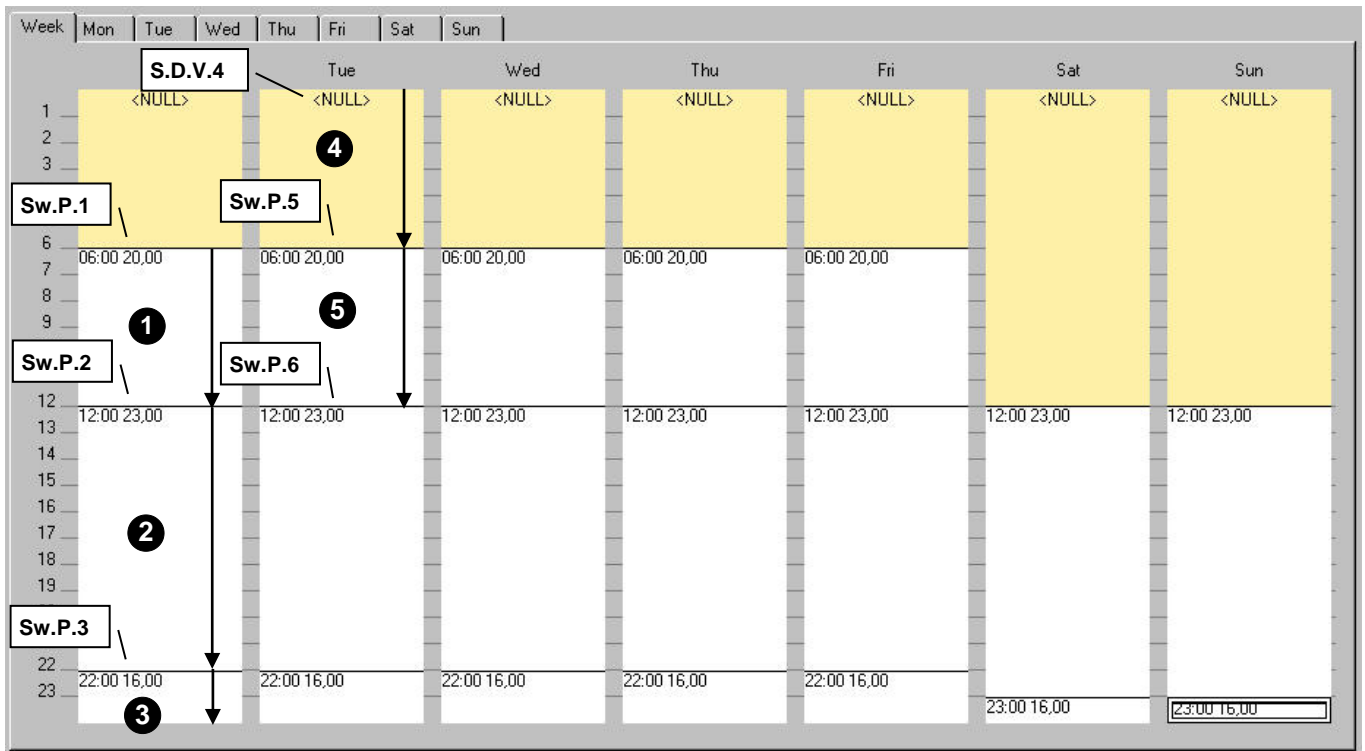 Week Mon Tue Wed Thu Fri Sat Sun
S.D.V.4 Tue Wed Thu Fri Sat Sun
<NULL> <NULL> <NULL> <NULL> <NULL> <NULL> <NULL>
1
2
4
3
Sw.P.1 Sw.P.5
6
06:00 20,00 06:00 20,00 06:00 20,00 06:00 20,00 06:00 20,00
7
8
1 5
9
Sw.P.2 Sw.P.6
12
12:00 23,00 12:00 23,00 12:00 23,00 12:00 23,00 12:00 23,00 12:00 23,00 12:00 23,00
13
14
15
16
17 2
18
19
Sw.P.3
22
22:00 16,00 22:00 16,00 22:00 16,00 22:00 16,00 22:00 16,00
23
3 23:00 16,00 23:00 16,00